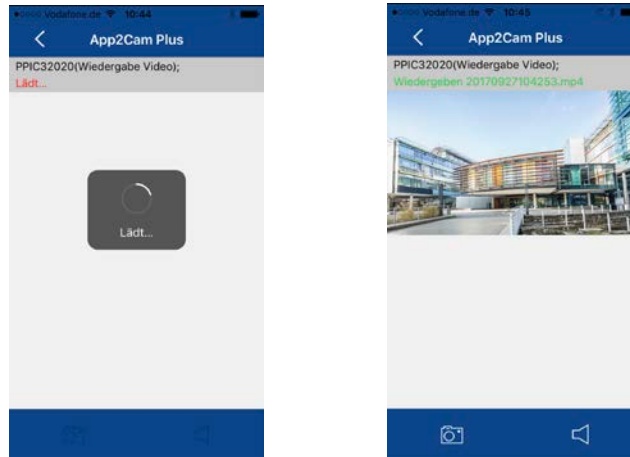 vodafone.de 10:44
App2Cam Plus
PPIC32020(Wiedergabe Video);
Lädt...
Lädt...
vodafone.de 10:45
App2Cam Plus
PPIC32020(Wiedergabe Video);
Wiedergeben 20170927104253.mp4